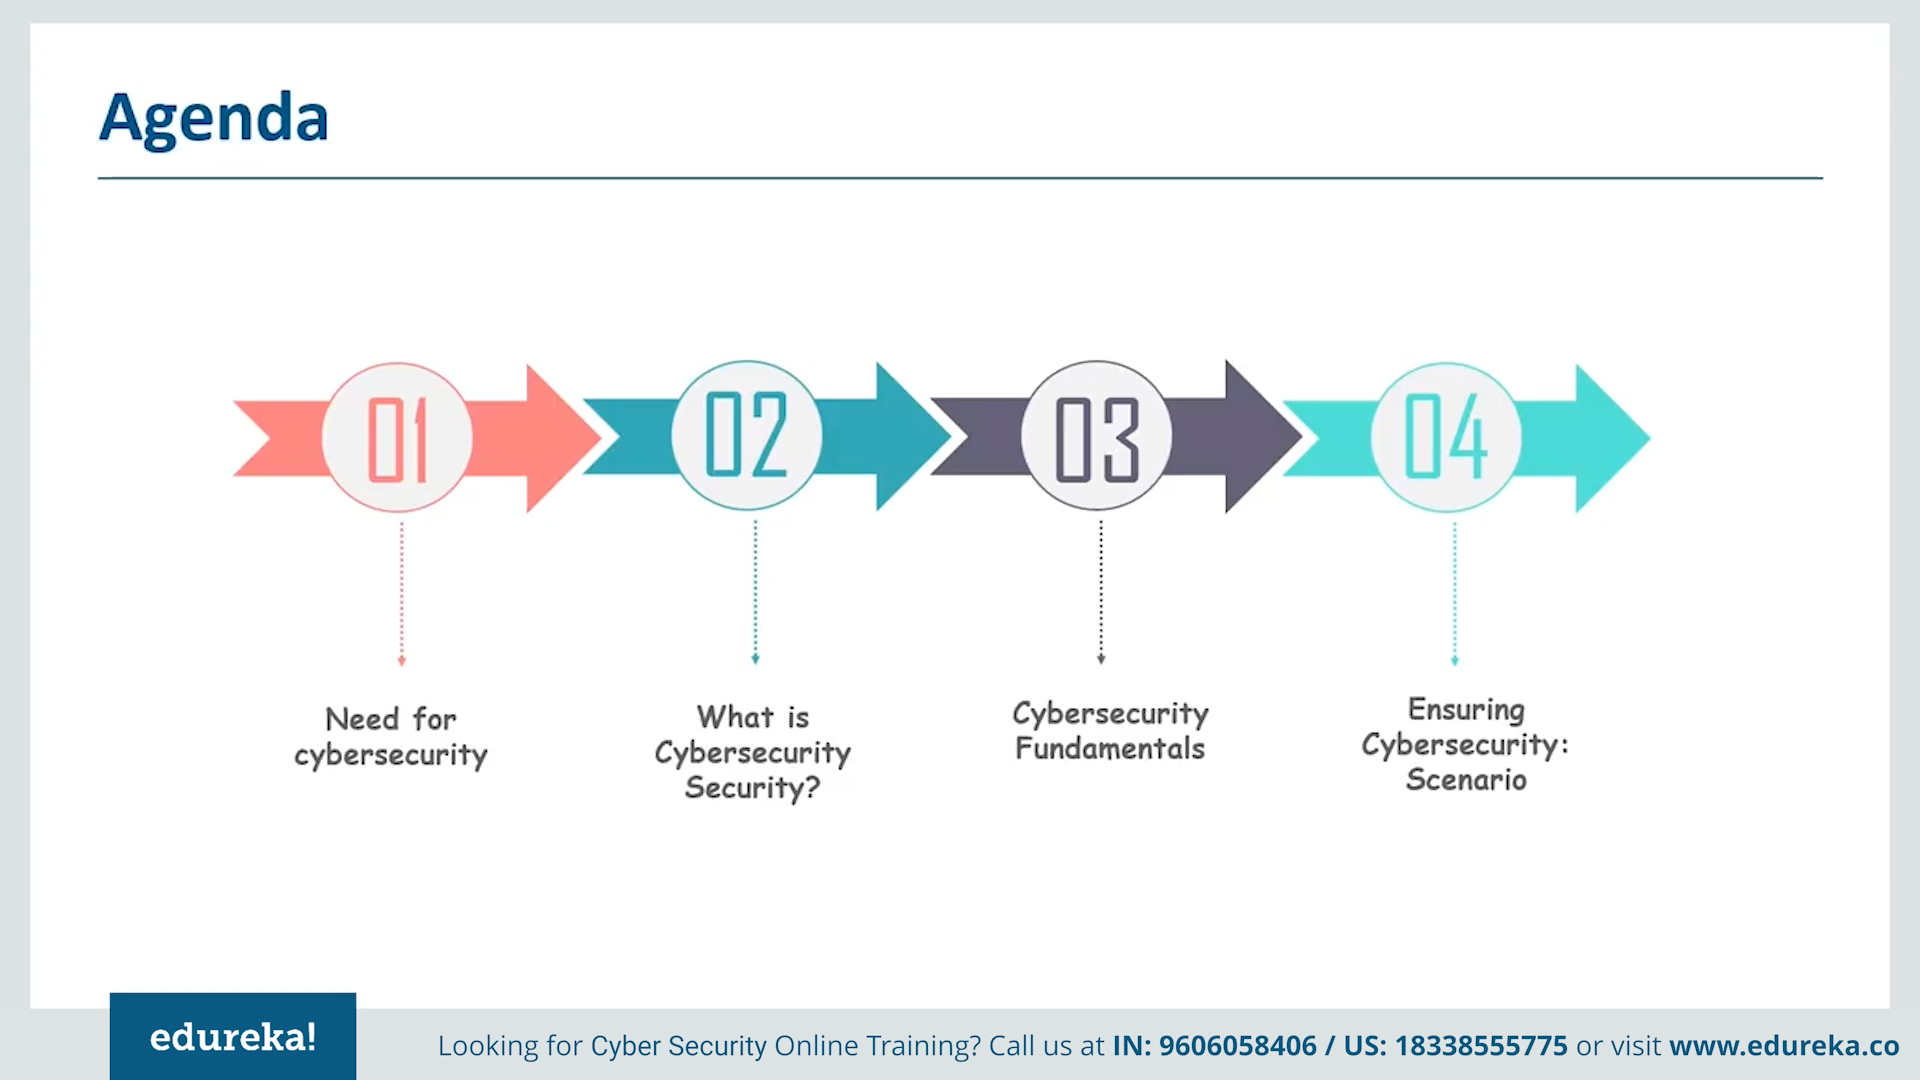 Agenda
01
02
03
04
Need for
cybersecurity
What is
Cybersecurity
Security?
Cybersecurity
Fundamentals
Ensuring
Cybersecurity:
Scenario
edureka!
Looking for Cyber Security Online Training? Call us at IN: 9606058406 / US: 18338555775 or visit www.edureka.co